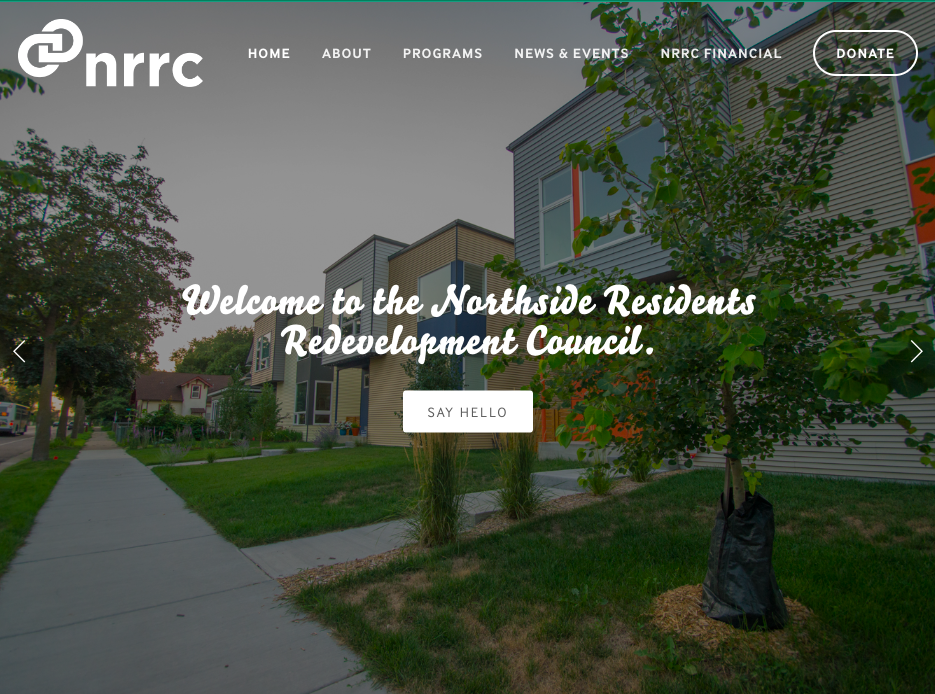 nrrc
HOME ABOUT PROGRAMS NEWS & EVENTS NRRC FINANCIAL DONATE
Welcome to the Northside Residents
Redevelopment Council.
SAY HELLO